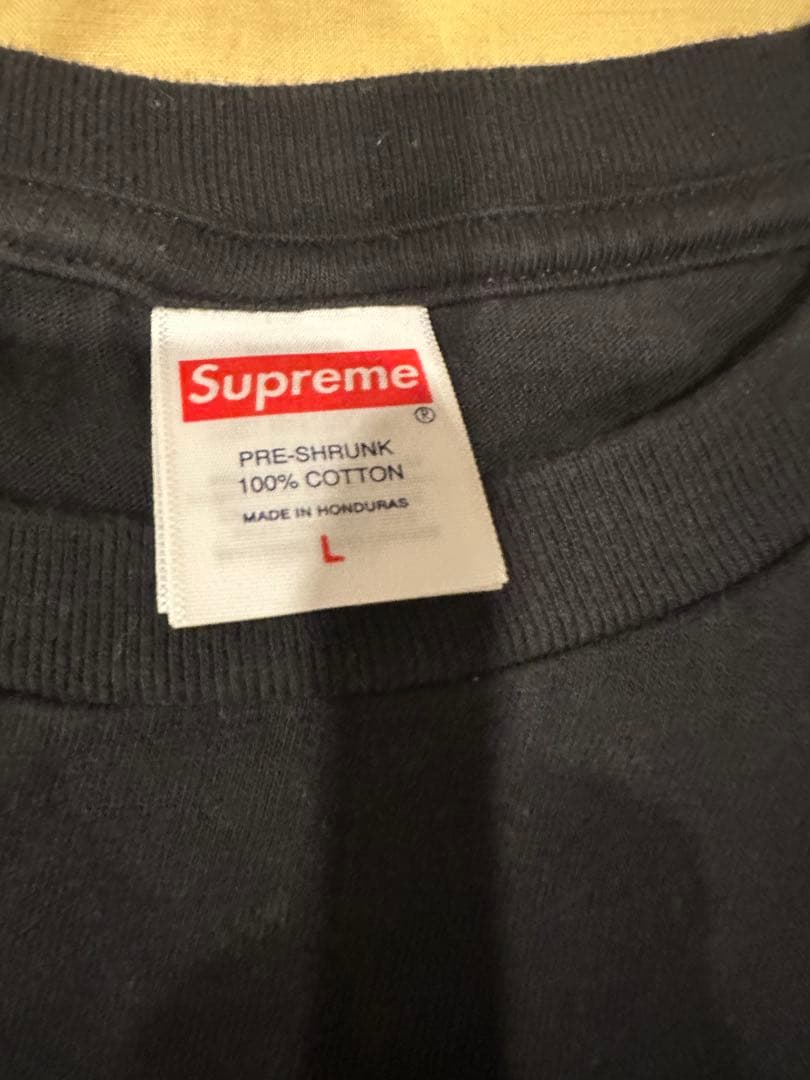 Supreme
®
PRE-SHRUNK
100% COTTON
MADE IN HONDURAS
L